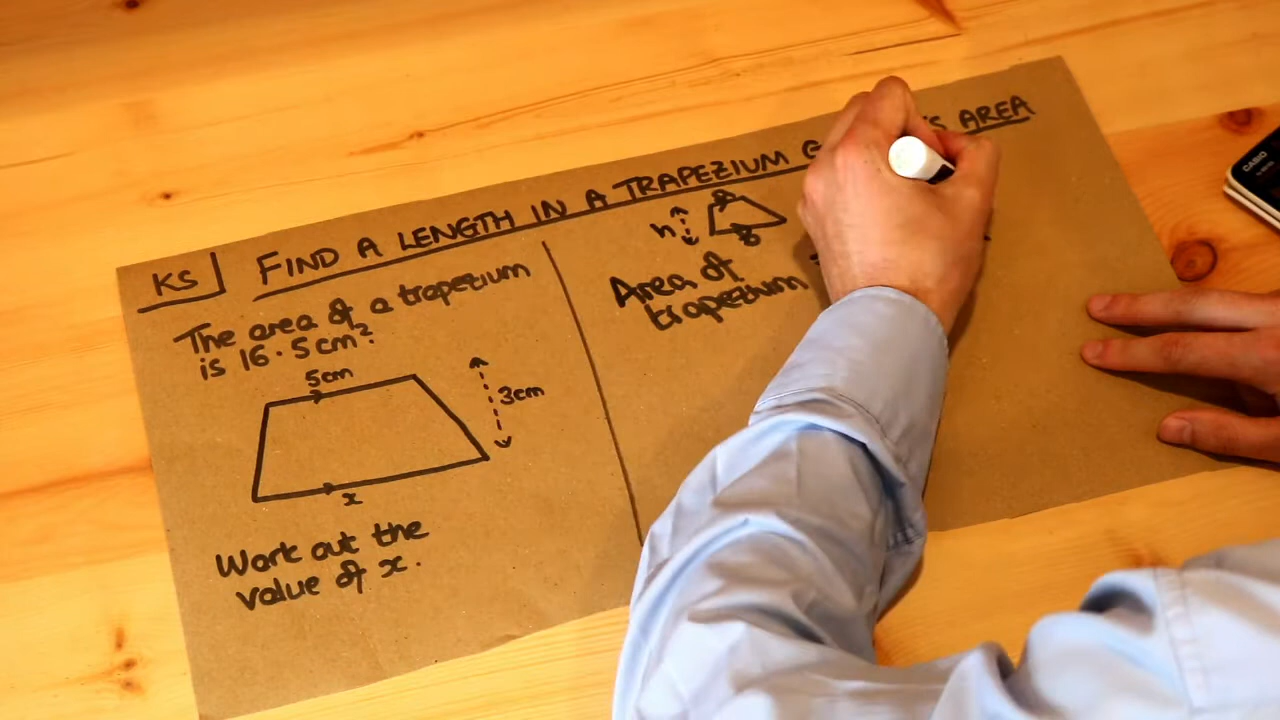 KS
FIND A LENGTH IN A TRAPEZIUM G
S AREA
The area of a trapezium
is 16.5cm²
5cm
3cm
x
Work out the
value of x.
h
a
b
Area of
trapezium
CASIO